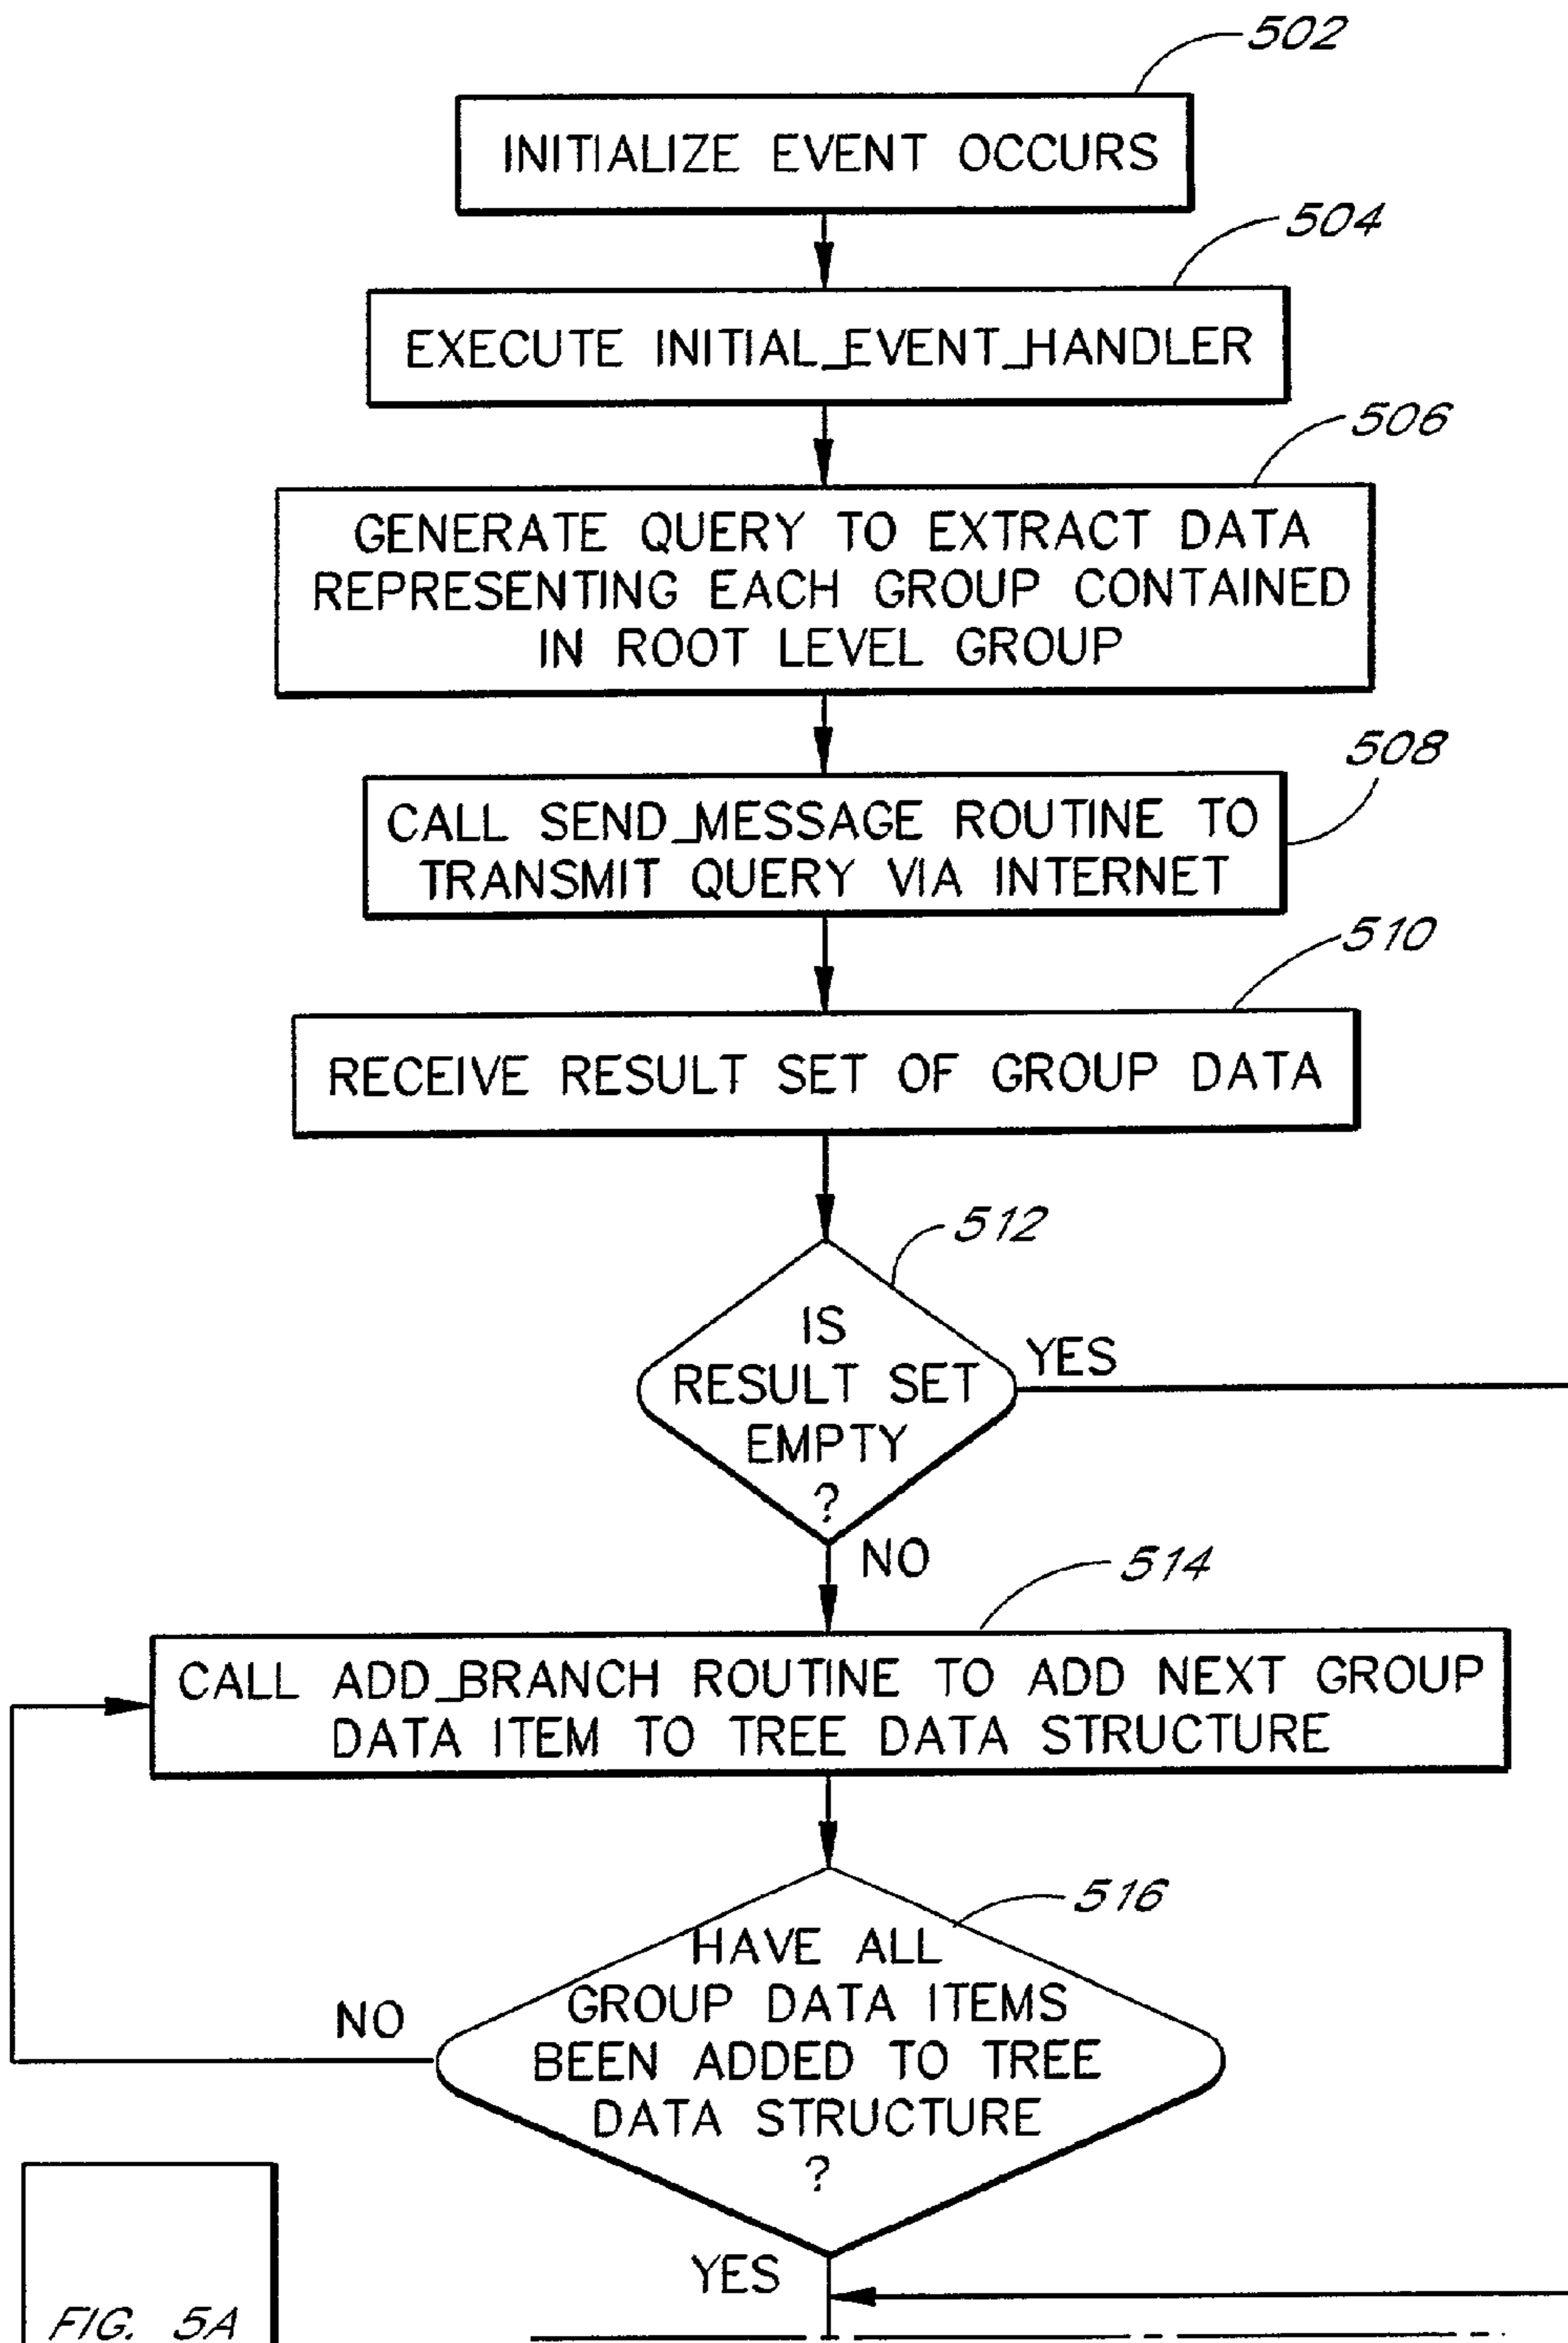 502
INITIALIZE EVENT OCCURS
504
EXECUTE INITIAL_EVENT_HANDLER
506
GENERATE QUERY TO EXTRACT DATA
REPRESENTING EACH GROUP CONTAINED
IN ROOT LEVEL GROUP
508
CALL SEND_MESSAGE ROUTINE TO
TRANSMIT QUERY VIA INTERNET
510
RECEIVE RESULT SET OF GROUP DATA
512
IS
RESULT SET
EMPTY
?
YES
NO
514
CALL ADD_BRANCH ROUTINE TO ADD NEXT GROUP
DATA ITEM TO TREE DATA STRUCTURE
516
HAVE ALL
GROUP DATA ITEMS
BEEN ADDED TO TREE
DATA STRUCTURE
?
NO
YES
FIG. 5A